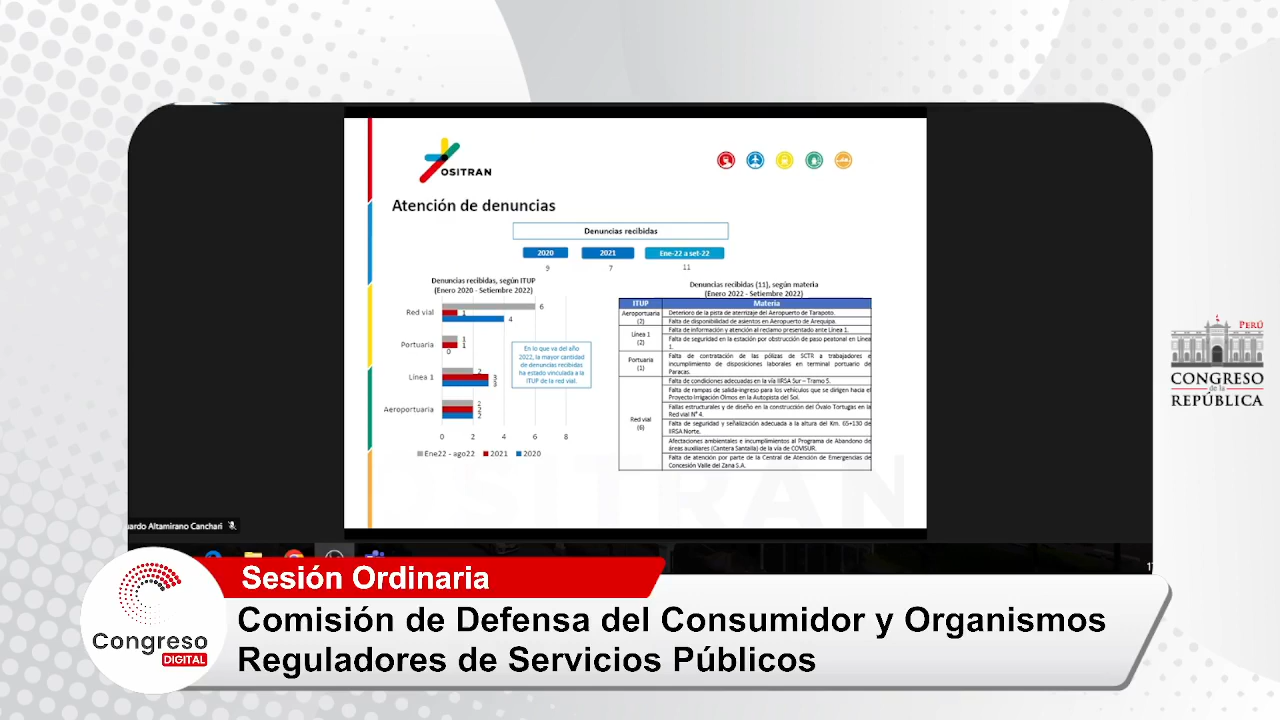 OSITRAN
Atención de denuncias
Denuncias recibidas
2020 2021 Ene-22 a set-22
9 7 11
Denuncias recibidas, según ITUP
(Enero 2020 - Setiembre 2022)
Red vial
6
1
4
Portuaria
1
1
0
Línea 1
2
3
3
Aeroportuaria
2
2
2
0 2 4 6 8
Ene22 - ago22 2021 2020
En lo que va del año
2022, la mayor cantidad
de denuncias recibidas
ha estado vinculada a la
ITUP de la red vial.
Denuncias recibidas (11), según materia
(Enero 2022 - Setiembre 2022)
ITUP Materia
Aeroportuaria
(2)
Deterioro de la pista de aterrizaje del Aeropuerto de Tarapoto.
Falta de disponibilidad de asientos en Aeropuerto de Arequipa.
Línea 1
(2)
Falta de información y atención al reclamo presentado ante Línea 1.
Falta de seguridad en la estación por obstrucción de paso peatonal en Línea
1.
Portuaria
(1)
Falta de contratación de las pólizas de SCTR a trabajadores e
incumplimiento de disposiciones laborales en terminal portuario de
Paracas.
Red vial
(6)
Falta de condiciones adecuadas en la vía IIRSA Sur – Tramo 5.
Falta de rampas de salida-ingreso para los vehículos que se dirigen hacia el
Proyecto Irrigación Olmos en la Autopista del Sol.
Fallas estructurales y de diseño en la construcción del Óvalo Tortugas en la
Red vial N° 4.
Falta de seguridad y señalización adecuada a la altura del Km. 65+130 de
IIRSA Norte.
Afectaciones ambientales e incumplimientos al Programa de Abandono de
áreas auxiliares (Cantera Santalla) de la vía de COVISUR.
Falta de atención por parte de la Central de Atención de Emergencias de
Concesión Valle del Zana S.A.
OSITRAN
uardo Altamirano Canchari
PERÚ
CONGRESO
de la
REPÚBLICA
Sesión Ordinaria
Comisión de Defensa del Consumidor y Organismos
Reguladores de Servicios Públicos
Congreso
DIGITAL